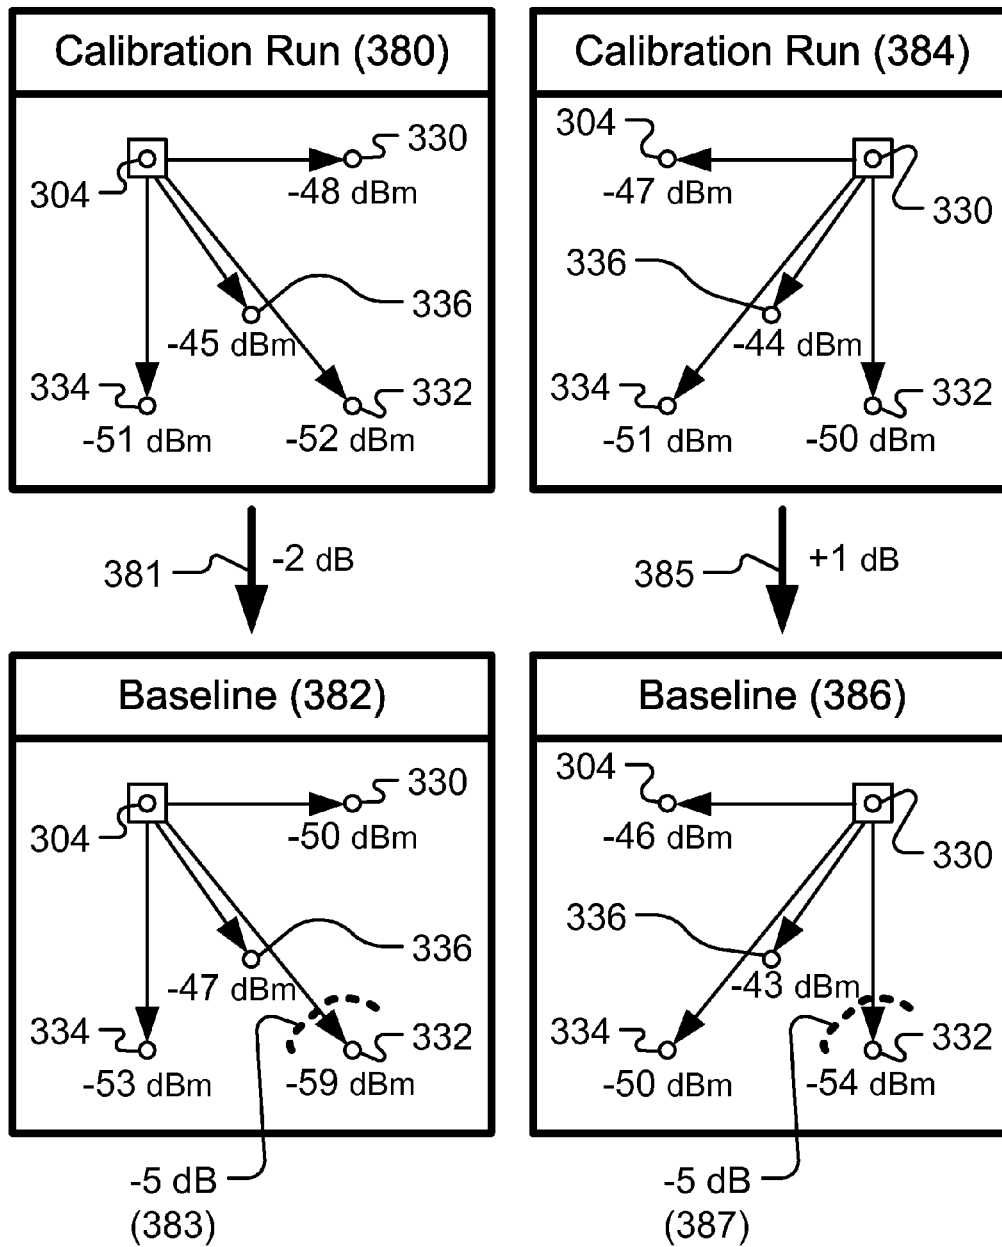 Calibration Run (380)
304
330
-48 dBm
336
-45 dBm
334
332
-51 dBm
-52 dBm
Calibration Run (384)
304
-47 dBm
330
336
-44 dBm
334
332
-51 dBm
-50 dBm
381
-2 dB
385
+1 dB
Baseline (382)
304
330
-50 dBm
336
-47 dBm
334
332
-53 dBm
-59 dBm
-5 dB
(383)
Baseline (386)
304
-46 dBm
330
336
-43 dBm
334
332
-50 dBm
-54 dBm
-5 dB
(387)